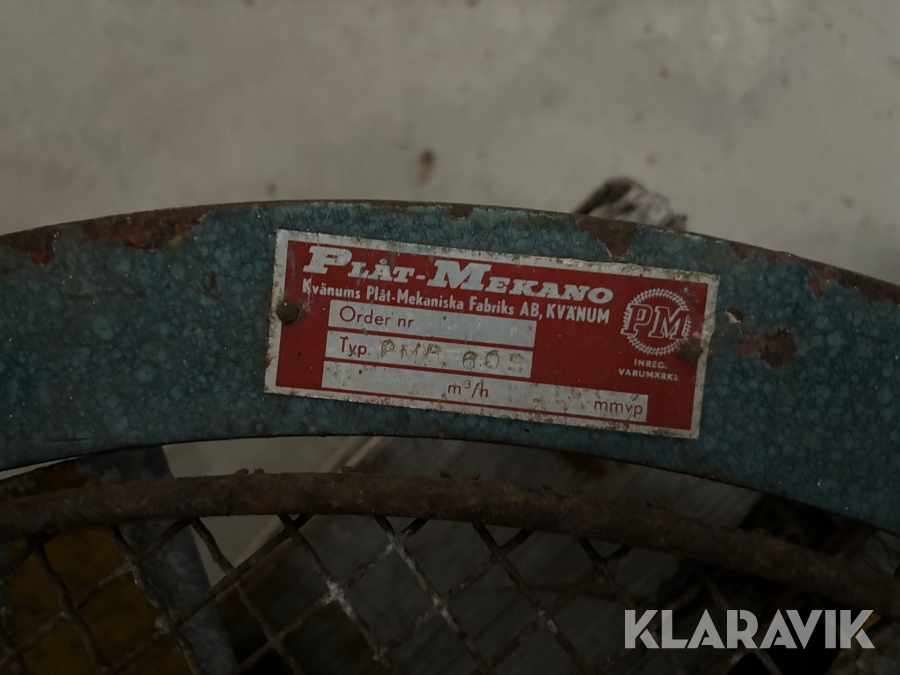 PLÅT-MEKANO
Kvänums Plåt-Mekaniska Fabriks AB, KVÄNUM
Order nr
Typ. PMB 605
m³/h mmvp
PM
INREG.
VARUMÄRKE
KLARAVIK